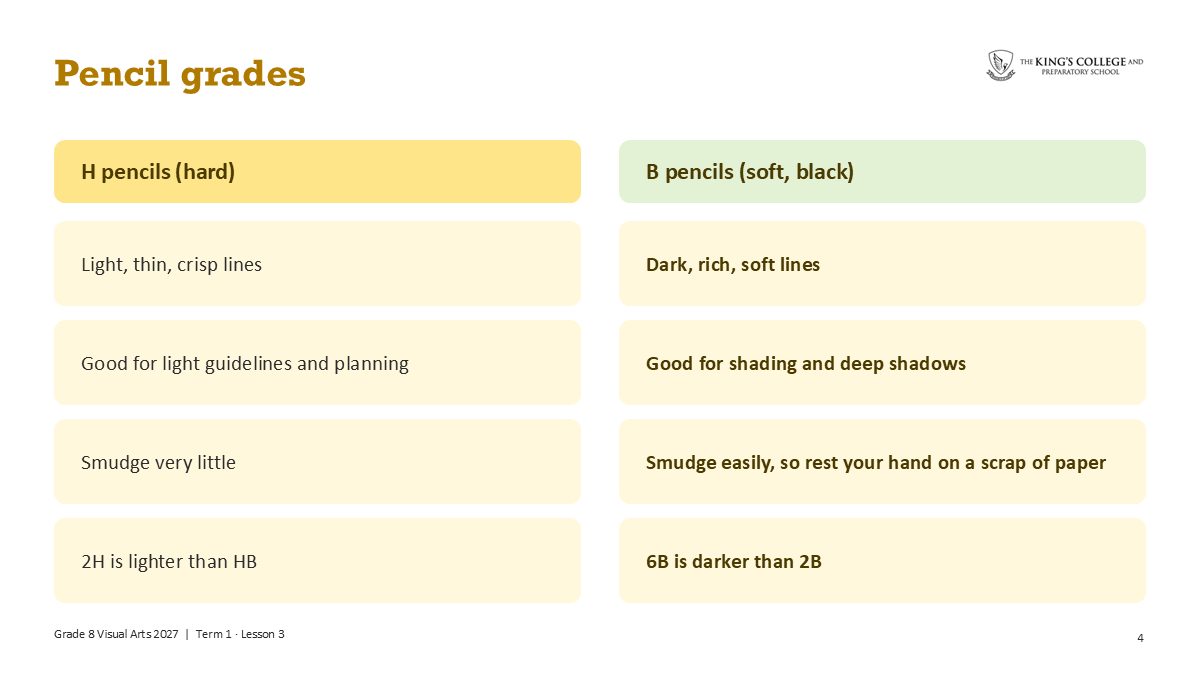 Pencil grades
THE KING'S COLLEGE AND
PREPARATORY SCHOOL
H pencils (hard)
B pencils (soft, black)
Light, thin, crisp lines
Dark, rich, soft lines
Good for light guidelines and planning
Good for shading and deep shadows
Smudge very little
Smudge easily, so rest your hand on a scrap of paper
2H is lighter than HB
6B is darker than 2B
Grade 8 Visual Arts 2027 | Term 1 · Lesson 3
4